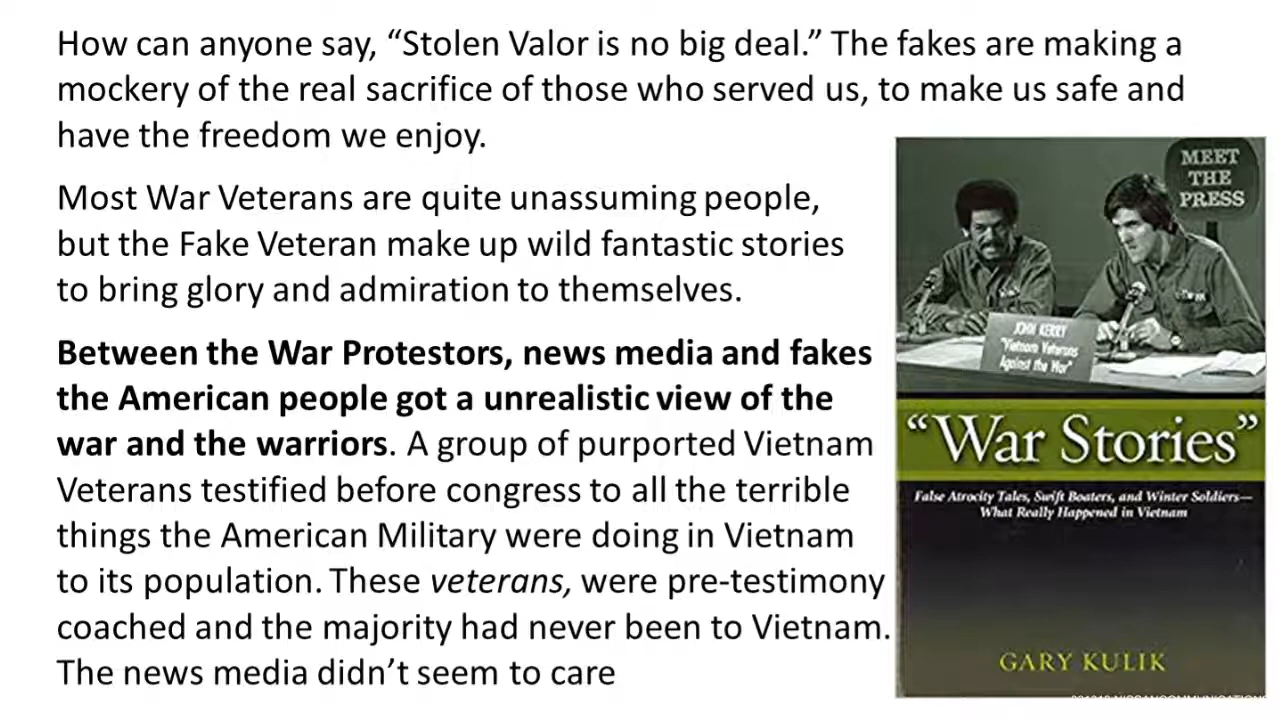 How can anyone say, “Stolen Valor is no big deal.” The fakes are making a
mockery of the real sacrifice of those who served us, to make us safe and
have the freedom we enjoy.
Most War Veterans are quite unassuming people,
but the Fake Veteran make up wild fantastic stories
to bring glory and admiration to themselves.
Between the War Protestors, news media and fakes
the American people got a unrealistic view of the
war and the warriors. A group of purported Vietnam
Veterans testified before congress to all the terrible
things the American Military were doing in Vietnam
to its population. These veterans, were pre-testimony
coached and the majority had never been to Vietnam.
The news media didn’t seem to care
MEET
THE
PRESS
JOHN KERRY
"Vietnam Veterans
Against the War"
“War Stories”
False Atrocity Tales, Swift Boaters, and Winter Soldiers—
What Really Happened in Vietnam
GARY KULIK